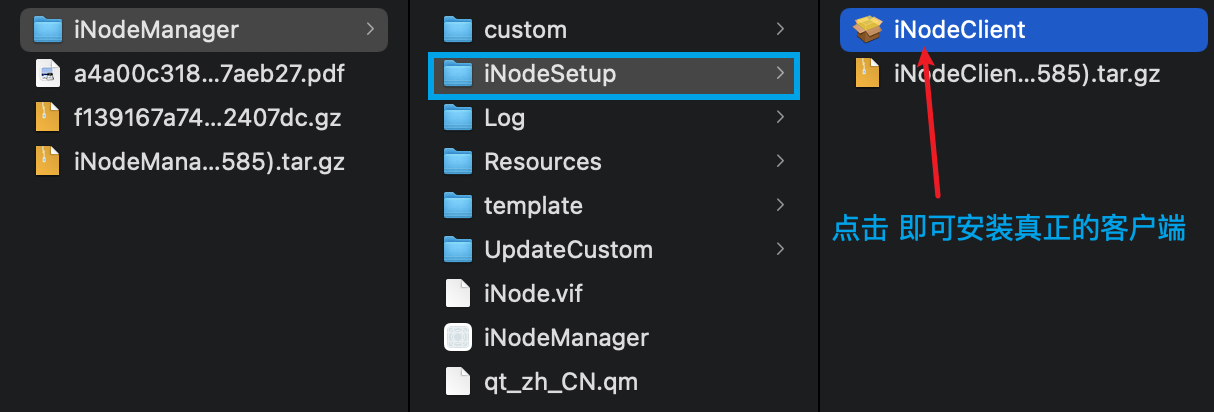 iNodeManager
a4a00c318...7aeb27.pdf
f139167a74...2407dc.gz
iNodeMana...585).tar.gz
custom
iNodeSetup
Log
Resources
template
UpdateCustom
iNode.vif
iNodeManager
qt_zh_CN.qm
iNodeClient
iNodeClien...585).tar.gz
点击 即可安装真正的客户端